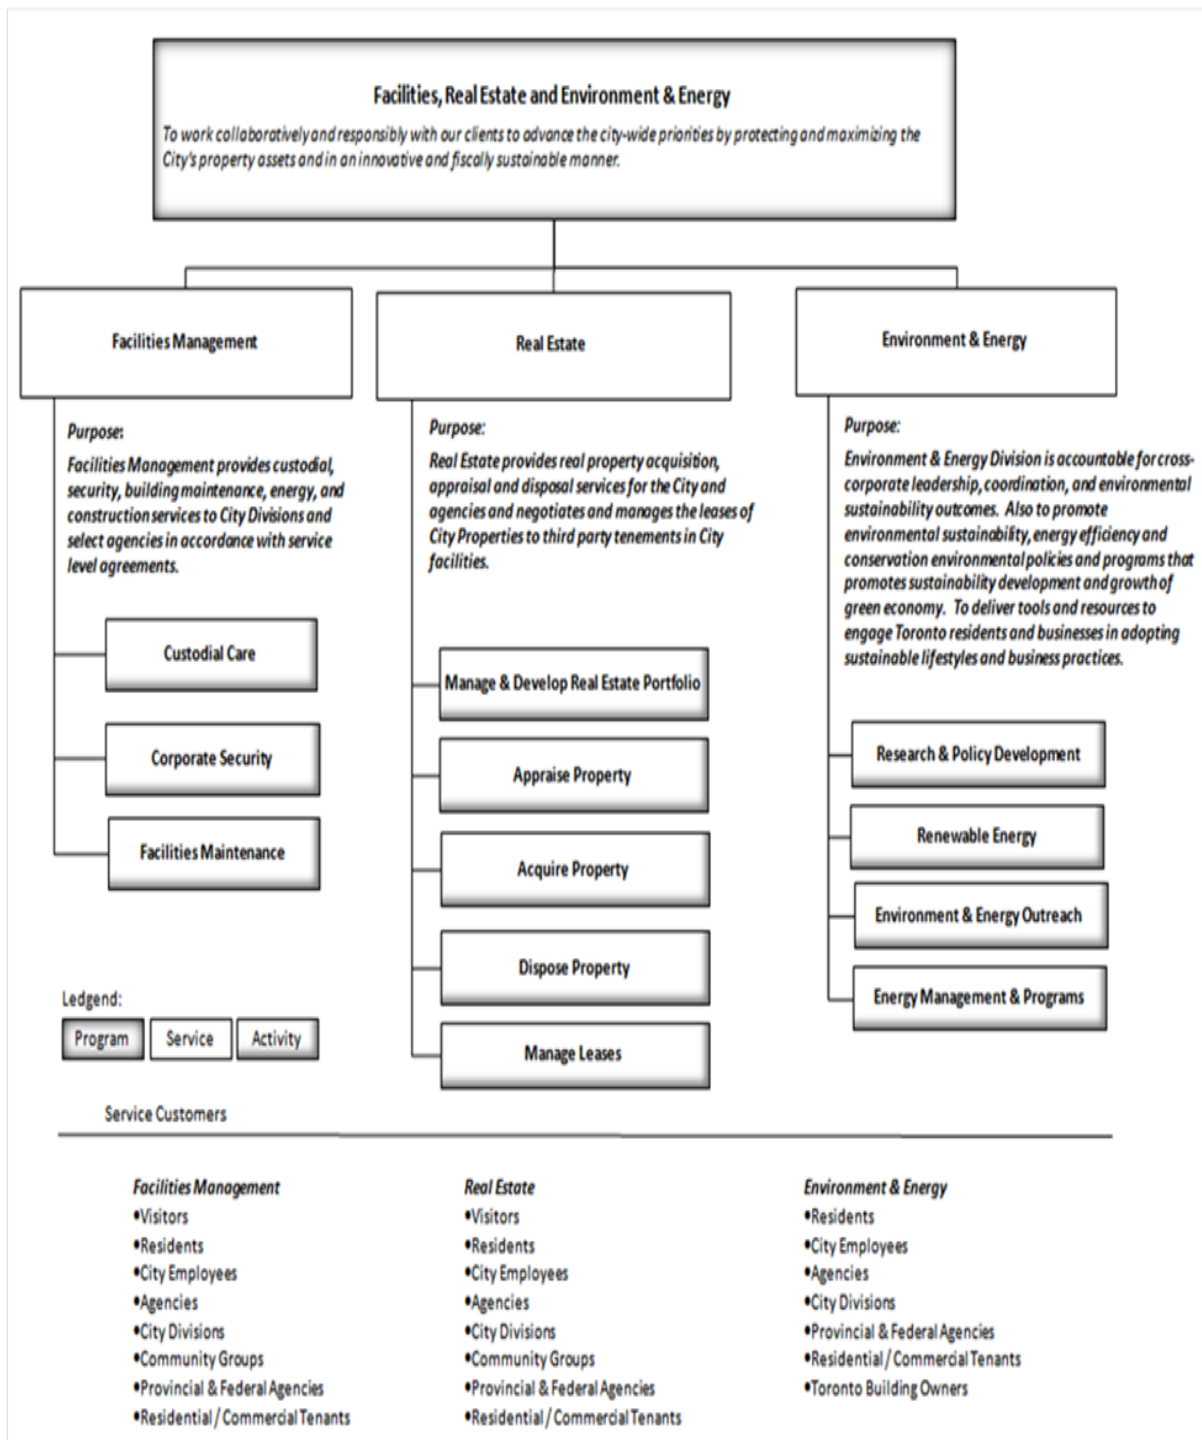 Facilities, Real Estate and Environment & Energy
To work collaboratively and responsibly with our clients to advance the city-wide priorities by protecting and maximizing the
City's property assets and in an innovative and fiscally sustainable manner.
Facilities Management
Purpose:
Facilities Management provides custodial,
security, building maintenance, energy, and
construction services to City Divisions and
select agencies in accordance with service
level agreements.
Custodial Care
Corporate Security
Facilities Maintenance
Real Estate
Purpose:
Real Estate provides real property acquisition,
appraisal and disposal services for the City and
agencies and negotiates and manages the leases of
City Properties to third party tenements in City
facilities.
Manage & Develop Real Estate Portfolio
Appraise Property
Acquire Property
Dispose Property
Manage Leases
Environment & Energy
Purpose:
Environment & Energy Division is accountable for cross-
corporate leadership, coordination, and environmental
sustainability outcomes. Also to promote
environmental sustainability, energy efficiency and
conservation environmental policies and programs that
promotes sustainability development and growth of
green economy. To deliver tools and resources to
engage Toronto residents and businesses in adopting
sustainable lifestyles and business practices.
Research & Policy Development
Renewable Energy
Environment & Energy Outreach
Energy Management & Programs
Ledgend:
Program Service Activity
Service Customers
Facilities Management
•Visitors
•Residents
•City Employees
•Agencies
•City Divisions
•Community Groups
•Provincial & Federal Agencies
•Residential / Commercial Tenants
Real Estate
•Visitors
•Residents
•City Employees
•Agencies
•City Divisions
•Community Groups
•Provincial & Federal Agencies
•Residential / Commercial Tenants
Environment & Energy
•Residents
•City Employees
•Agencies
•City Divisions
•Provincial & Federal Agencies
•Residential / Commercial Tenants
•Toronto Building Owners